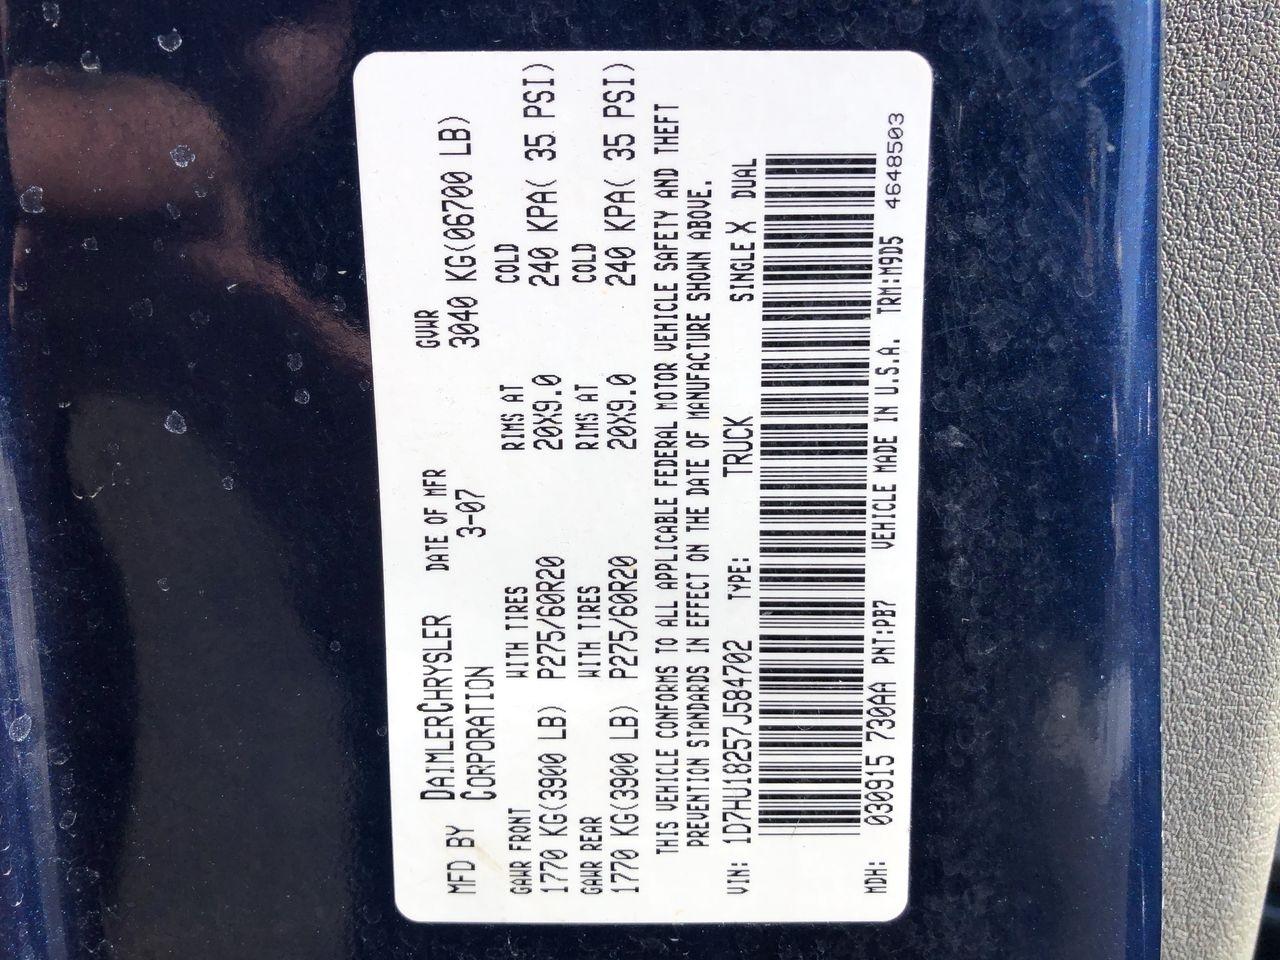 MFD BY DAIMLERCHRYSLER CORPORATION DATE OF MFR 3-07 GVWR 3040 KG(06700 LB)
GAWR FRONT WITH TIRES RIMS AT COLD
1770 KG(3900 LB) P275/60R20 20X9.0 240 KPA( 35 PSI)
GAWR REAR WITH TIRES RIMS AT COLD
1770 KG(3900 LB) P275/60R20 20X9.0 240 KPA( 35 PSI)
THIS VEHICLE CONFORMS TO ALL APPLICABLE FEDERAL MOTOR VEHICLE SAFETY AND THEFT
PREVENTION STANDARDS IN EFFECT ON THE DATE OF MANUFACTURE SHOWN ABOVE.
VIN: 1D7HU18257J584702 TYPE: TRUCK SINGLE X DUAL
MDH: 030915 730AA PNT:PB7 VEHICLE MADE IN U.S.A. TRM:M9D5 4648503